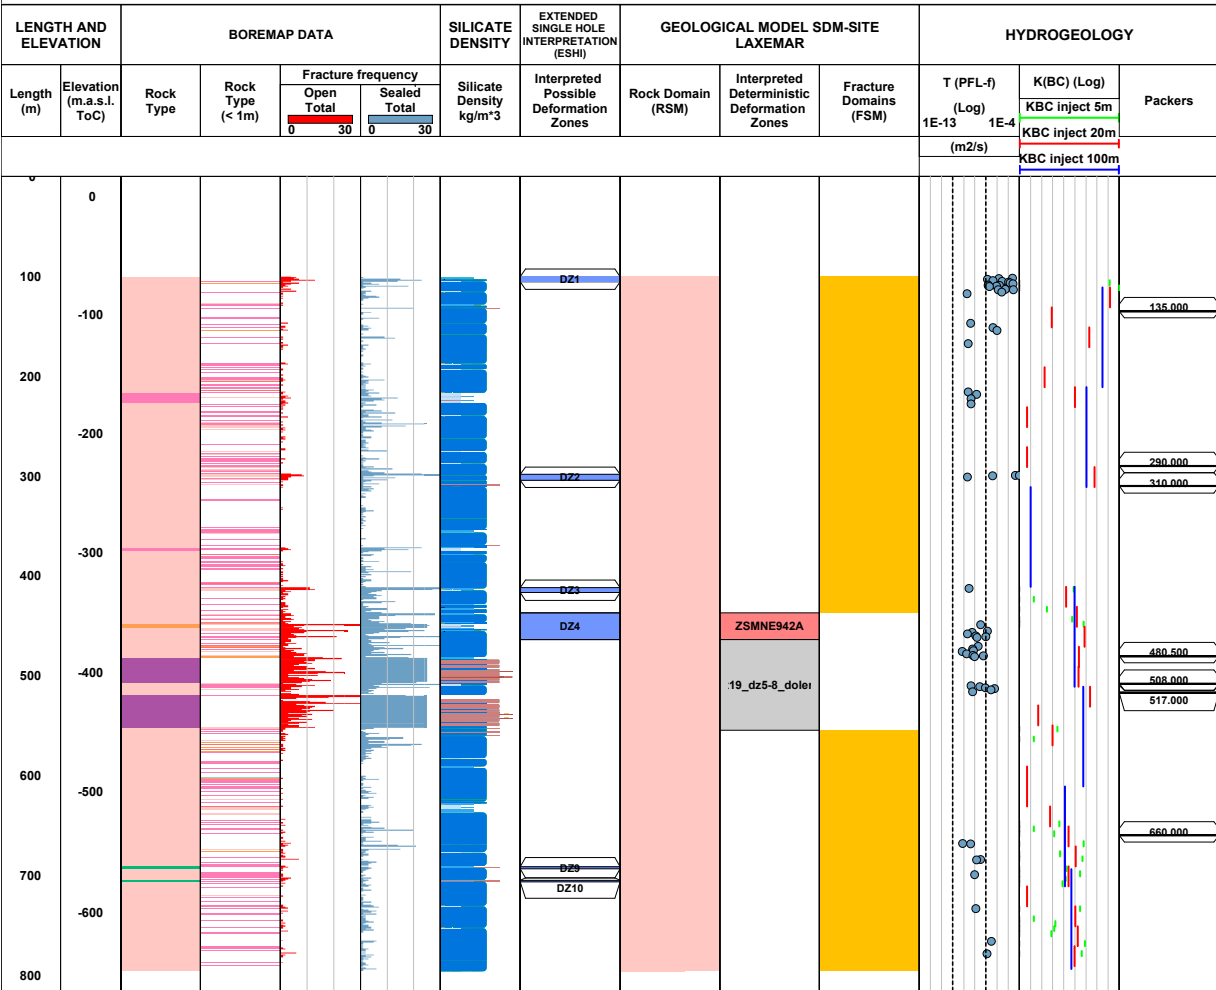 LENGTH AND
ELEVATION
BOREMAP DATA
SILICATE
DENSITY
EXTENDED
SINGLE HOLE
INTERPRETATION
(ESHI)
GEOLOGICAL MODEL SDM-SITE
LAXEMAR
HYDROGEOLOGY
Length
(m)
Elevation
(m.a.s.l.
ToC)
Rock
Type
Rock
Type
(< 1m)
Fracture frequency
Open
Total
0 30
Sealed
Total
0 30
Silicate
Density
kg/m*3
Interpreted
Possible
Deformation
Zones
Rock Domain
(RSM)
Interpreted
Deterministic
Deformation
Zones
Fracture
Domains
(FSM)
T (PFL-f)
(Log)
1E-13 1E-4
(m2/s)
K(BC) (Log)
KBC inject 5m
KBC inject 20m
KBC inject 100m
Packers
0
100
DZ1
-100
135.000
200
-200
290.000
300
DZ2
310.000
-300
400
DZ3
DZ4
ZSMNE942A
480.500
-400
500
:19_dz5-8_doler
508.000
517.000
600
-500
660.000
DZ9
700
DZ10
-600
800